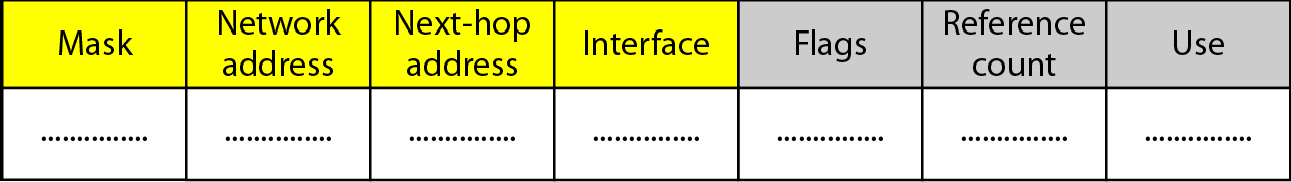 Mask Network address Next-hop address Interface Flags Reference count Use
............... ............... ............... ............... ............... ............... ...............